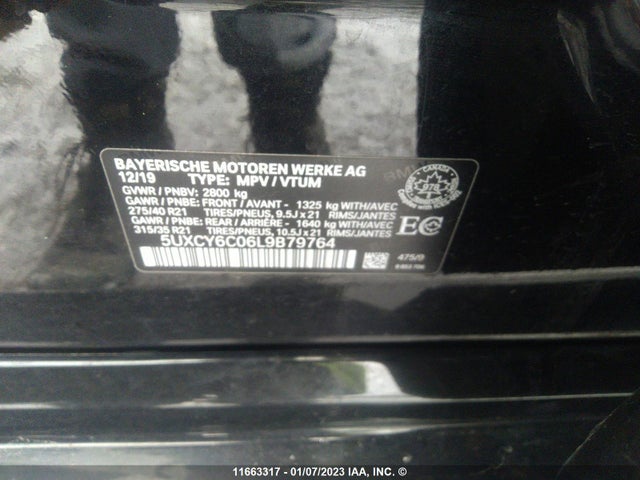 BAYERISCHE MOTOREN WERKE AG
12/19 TYPE: MPV/VTUM
GVWR / PNBV: 2800 kg
GAWR / PNBE: FRONT / AVANT - 1325 kg WITH/AVEC
275/40 R21 TIRES/PNEUS, 9.5J x 21 RIMS/JANTES
GAWR / PNBE: REAR / ARRIÈRE - 1640 kg WITH/AVEC
315/35 R21 TIRES/PNEUS, 10.5J x 21 RIMS/JANTES
5UXCY6C06L9B79764
CANADA
978
EC
475/9
11663317 - 01/07/2023 IAA, INC. ©